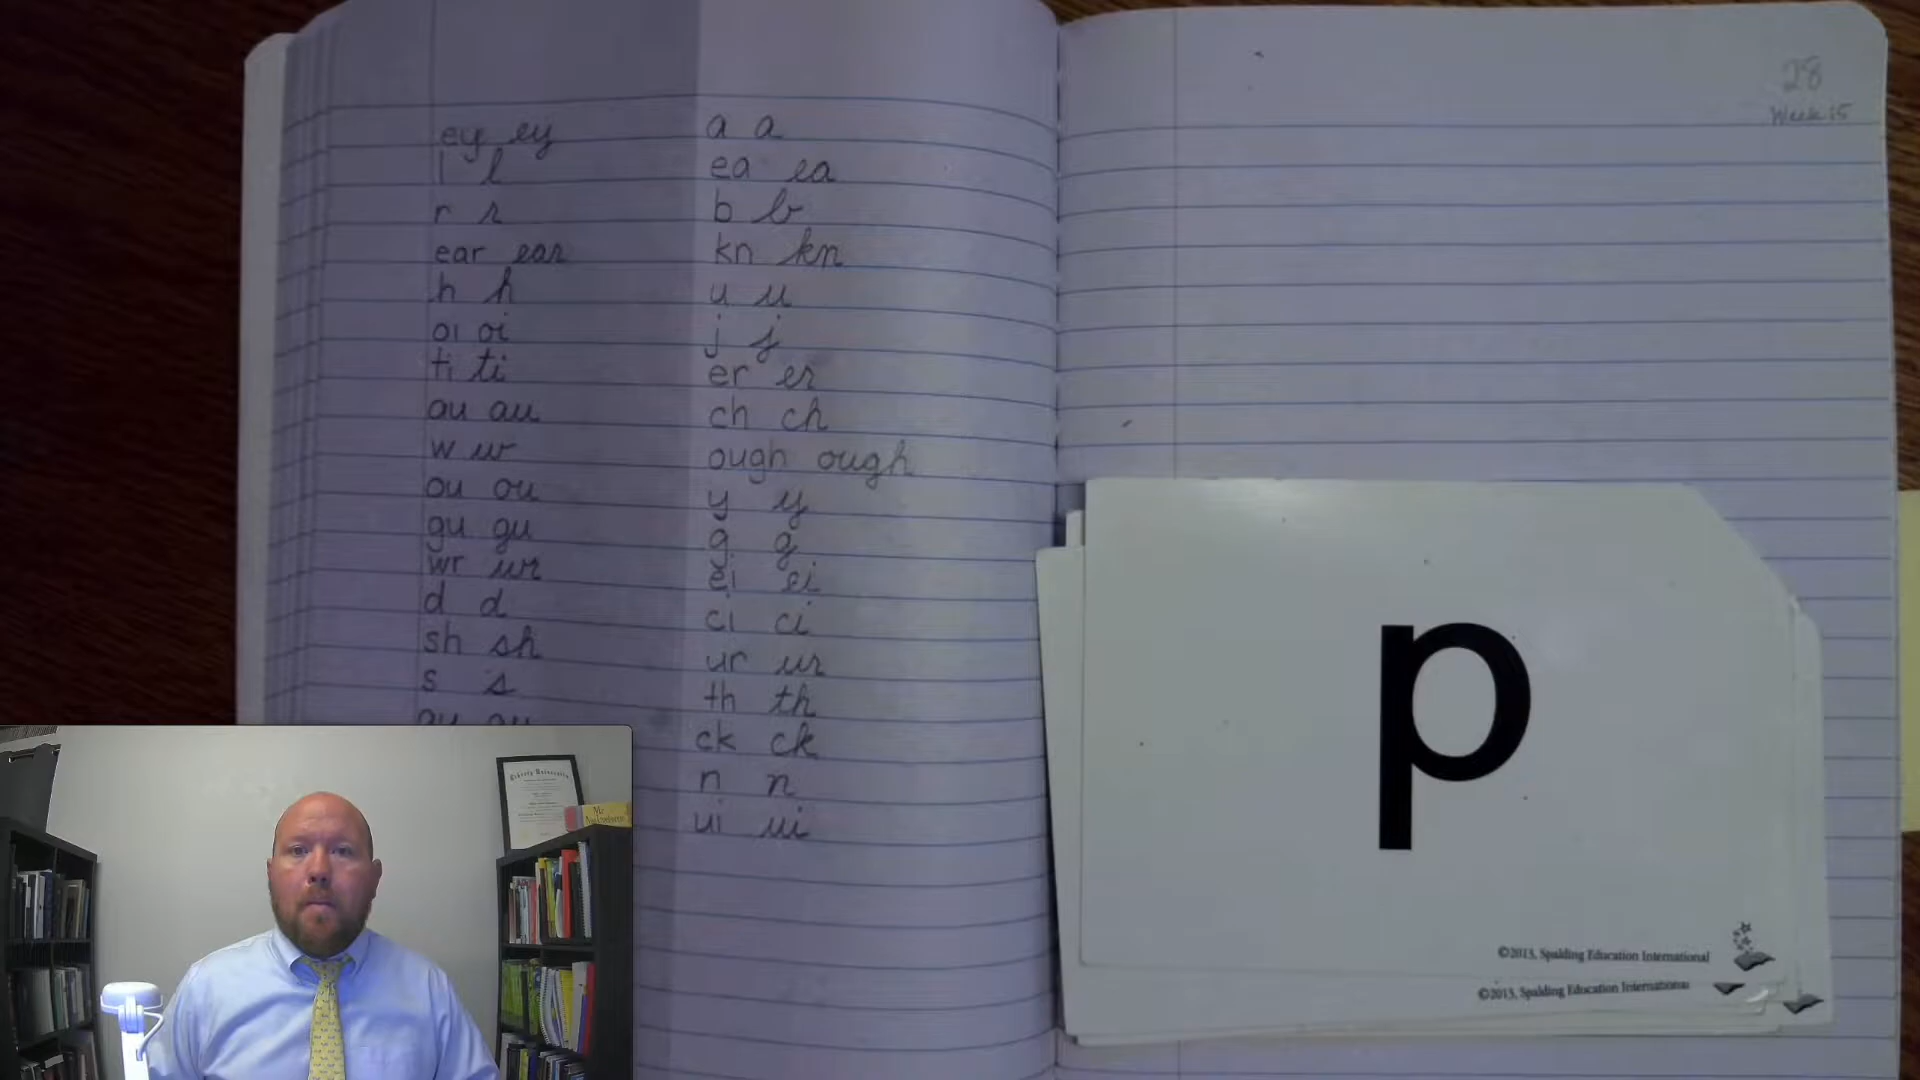 28
Week 15
ey ey
l l
r r
ear ear
h h
oi oi
ti ti
au au
w w
ou ou
gu gu
wr wr
d d
sh sh
s s
a a
ea ea
b b
kn kn
u u
j j
er er
ch ch
ough ough
y y
g g
ei ei
ci ci
ur ur
th th
ck ck
n n
ui ui
p
©2013, Spalding Education International
©2013, Spalding Education International
Liberty University